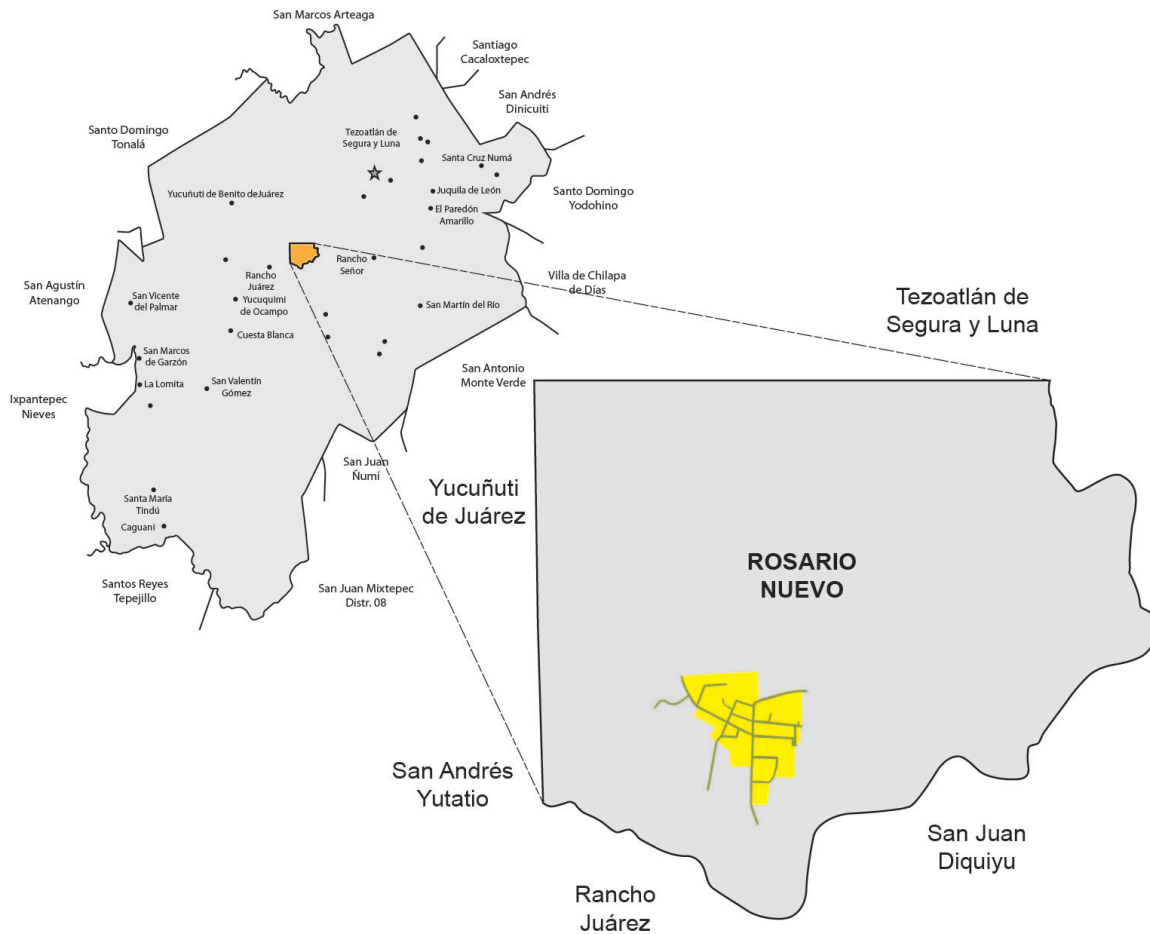 San Marcos Arteaga
Santiago
Cacaloxtepec
San Andrés
Dinicuiti
Santo Domingo
Tonalá
Tezoatlán de
Segura y Luna
Santa Cruz Numá
Yucuñuti de Benito deJuárez
Juquila de León
El Paredón
Amarillo
Santo Domingo
Yodohino
Rancho
Señor
Rancho
Juárez
Villa de Chilapa
de Días
San Agustín
Atenango
San Vicente
del Palmar
Yucuquimi
de Ocampo
San Martín del Río
Cuesta Blanca
San Marcos
de Garzón
La Lomita
San Valentín
Gómez
San Antonio
Monte Verde
Ixpantepec
Nieves
San Juan
Ñumí
Santa María
Tindú
Caguani
Santos Reyes
Tepejillo
San Juan Mixtepec
Distr. 08
Tezoatlán de
Segura y Luna
Yucuñuti
de Juárez
ROSARIO
NUEVO
San Andrés
Yutatio
San Juan
Diquiyu
Rancho
Juárez